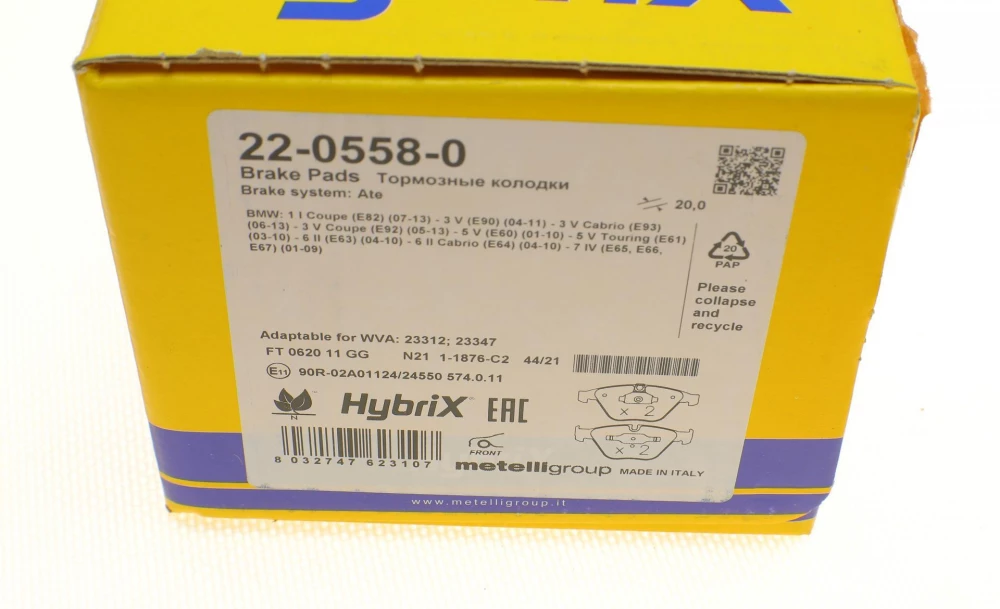 22-0558-0
Brake Pads Тормозные колодки
Brake system: Ate
20,0
BMW: 1 I Coupe (E82) (07-13) - 3 V (E90) (04-11) - 3 V Cabrio (E93)
(06-13) - 3 V Coupe (E92) (05-13) - 5 V (E60) (01-10) - 5 V Touring (E61)
(03-10) - 6 II (E63) (04-10) - 6 II Cabrio (E64) (04-10) - 7 IV (E65, E66,
E67) (01-09)
20
PAP
Please
collapse
and
recycle
Adaptable for WVA: 23312; 23347
FT 0620 11 GG N21 1-1876-C2 44/21
E11 90R-02A01124/24550 574.0.11
N
HybriX EAC
x 2
x 2
8 032747 623107
FRONT
metelligroup MADE IN ITALY
www.metelligroup.it